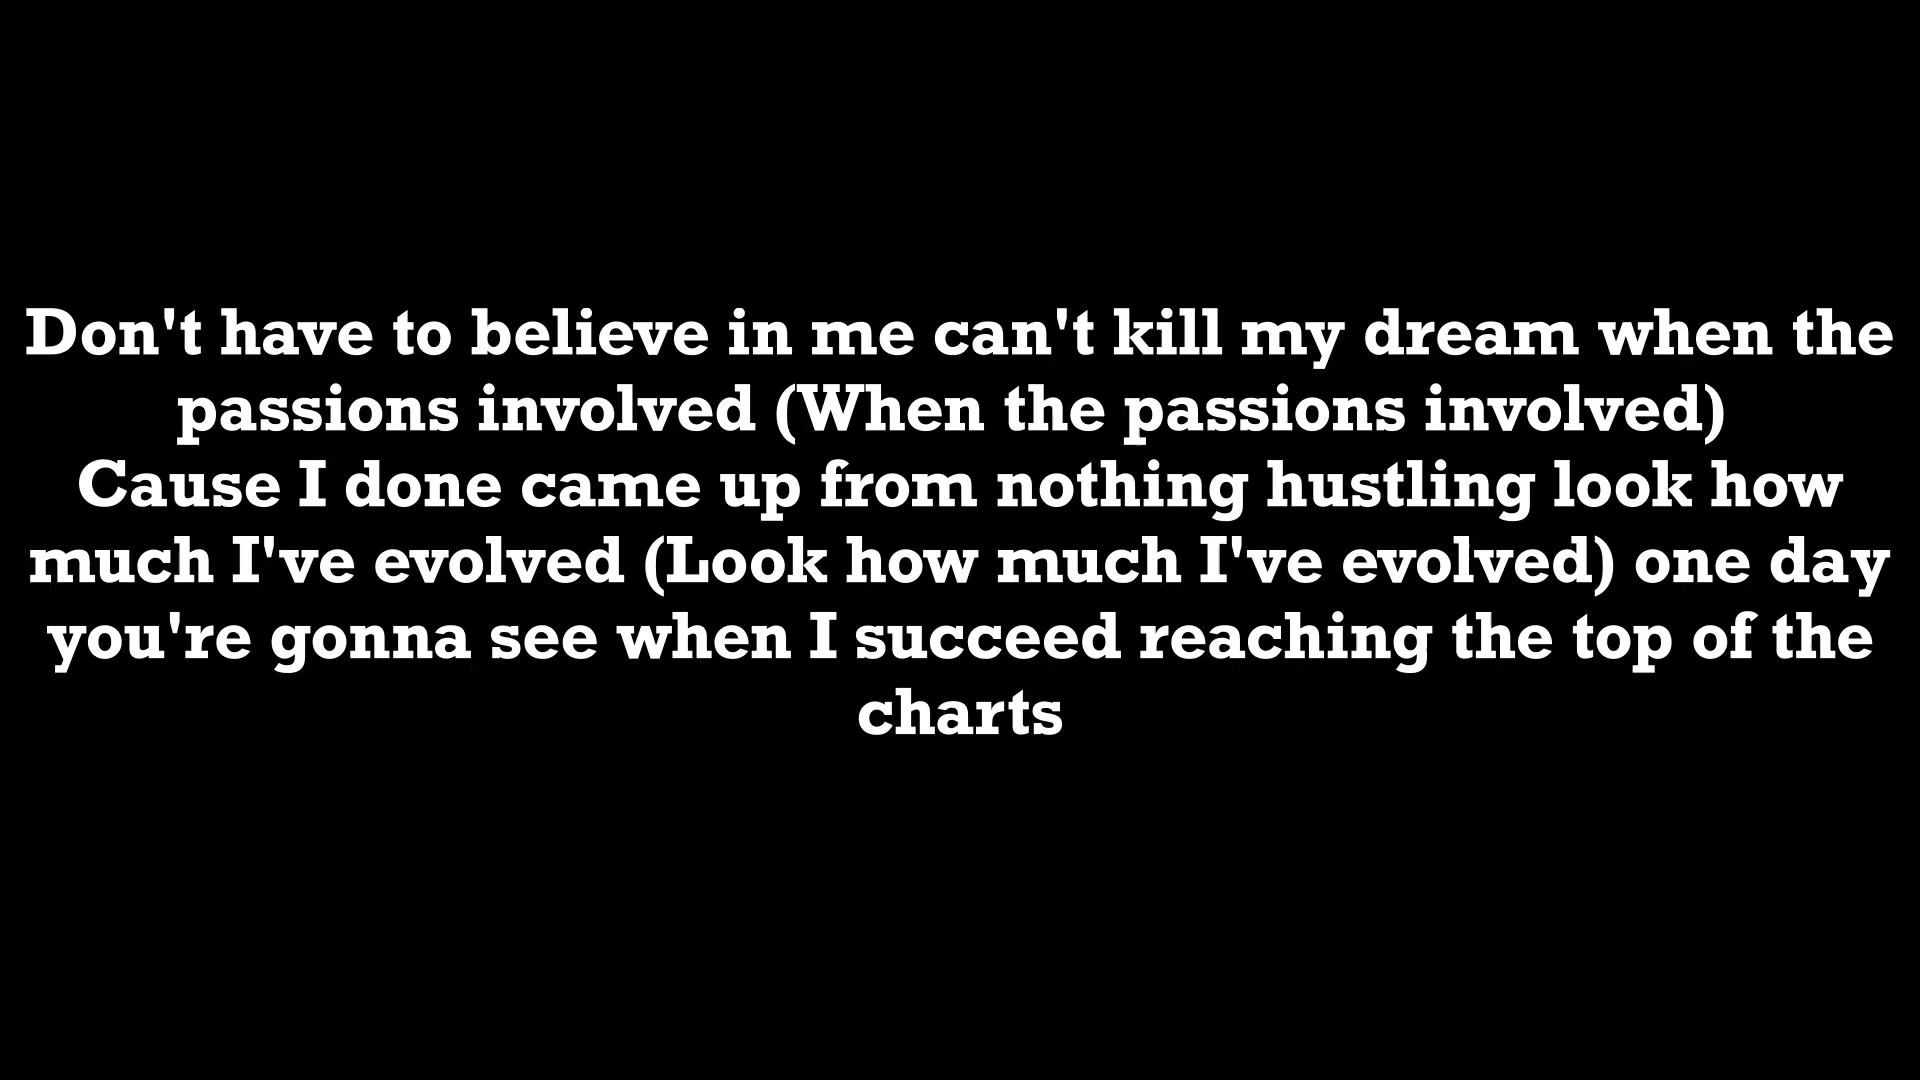 Don't have to believe in me can't kill my dream when the
passions involved (When the passions involved)
Cause I done came up from nothing hustling look how
much I've evolved (Look how much I've evolved) one day
you're gonna see when I succeed reaching the top of the
charts